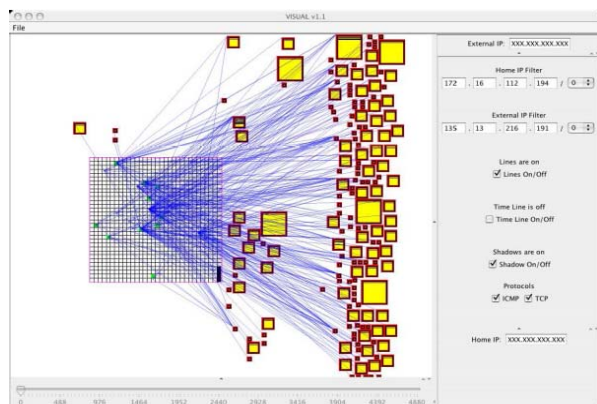 VISUAL v1.1
File
External IP: XXX.XXX.XXX.XXX
Home IP Filter
172 . 16 . 112 . 194 / 0
External IP Filter
135 . 13 . 216 . 191 / 0
Lines are on
Lines On/Off
Time Line is off
Time Line On/Off
Shadows are on
Shadow On/Off
Protocols
ICMP TCP
Home IP: XXX.XXX.XXX.XXX
0 488 976 1464 1952 2440 2928 3416 3904 4392 4880